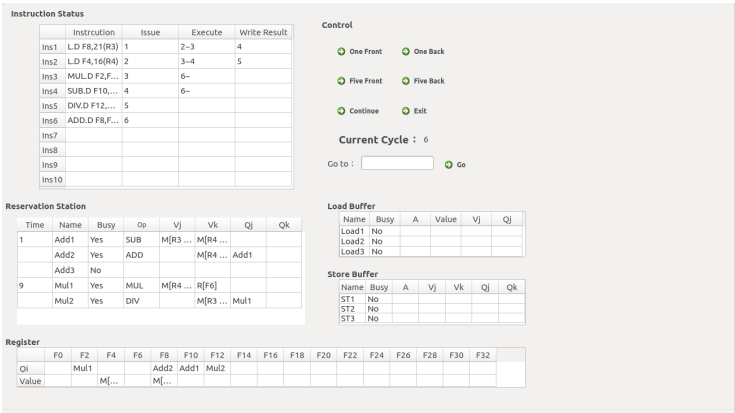 Instruction Status
Instrcution Issue Execute Write Result
Ins1 L.D F8,21(R3) 1 2~3 4
Ins2 L.D F4,16(R4) 2 3~4 5
Ins3 MUL.D F2,F... 3 6~
Ins4 SUB.D F10,... 4 6~
Ins5 DIV.D F12,... 5
Ins6 ADD.D F8,F... 6
Ins7
Ins8
Ins9
Ins10
Control
One Front One Back
Five Front Five Back
Continue Exit
Current Cycle : 6
Go to : Go
Reservation Station
Time Name Busy Op Vj Vk Qj Qk
1 Add1 Yes SUB M[R3 ... M[R4 ...
Add2 Yes ADD M[R4 ... Add1
Add3 No
9 Mul1 Yes MUL M[R4 ... R[F6]
Mul2 Yes DIV M[R3 ... Mul1
Load Buffer
Name Busy A Value Vj Qj
Load1 No
Load2 No
Load3 No
Store Buffer
Name Busy A Vj Vk Qj Qk
ST1 No
ST2 No
ST3 No
Register
F0 F2 F4 F6 F8 F10 F12 F14 F16 F18 F20 F22 F24 F26 F28 F30 F32
Qi Mul1 Add2 Add1 Mul2
Value M[... M[...